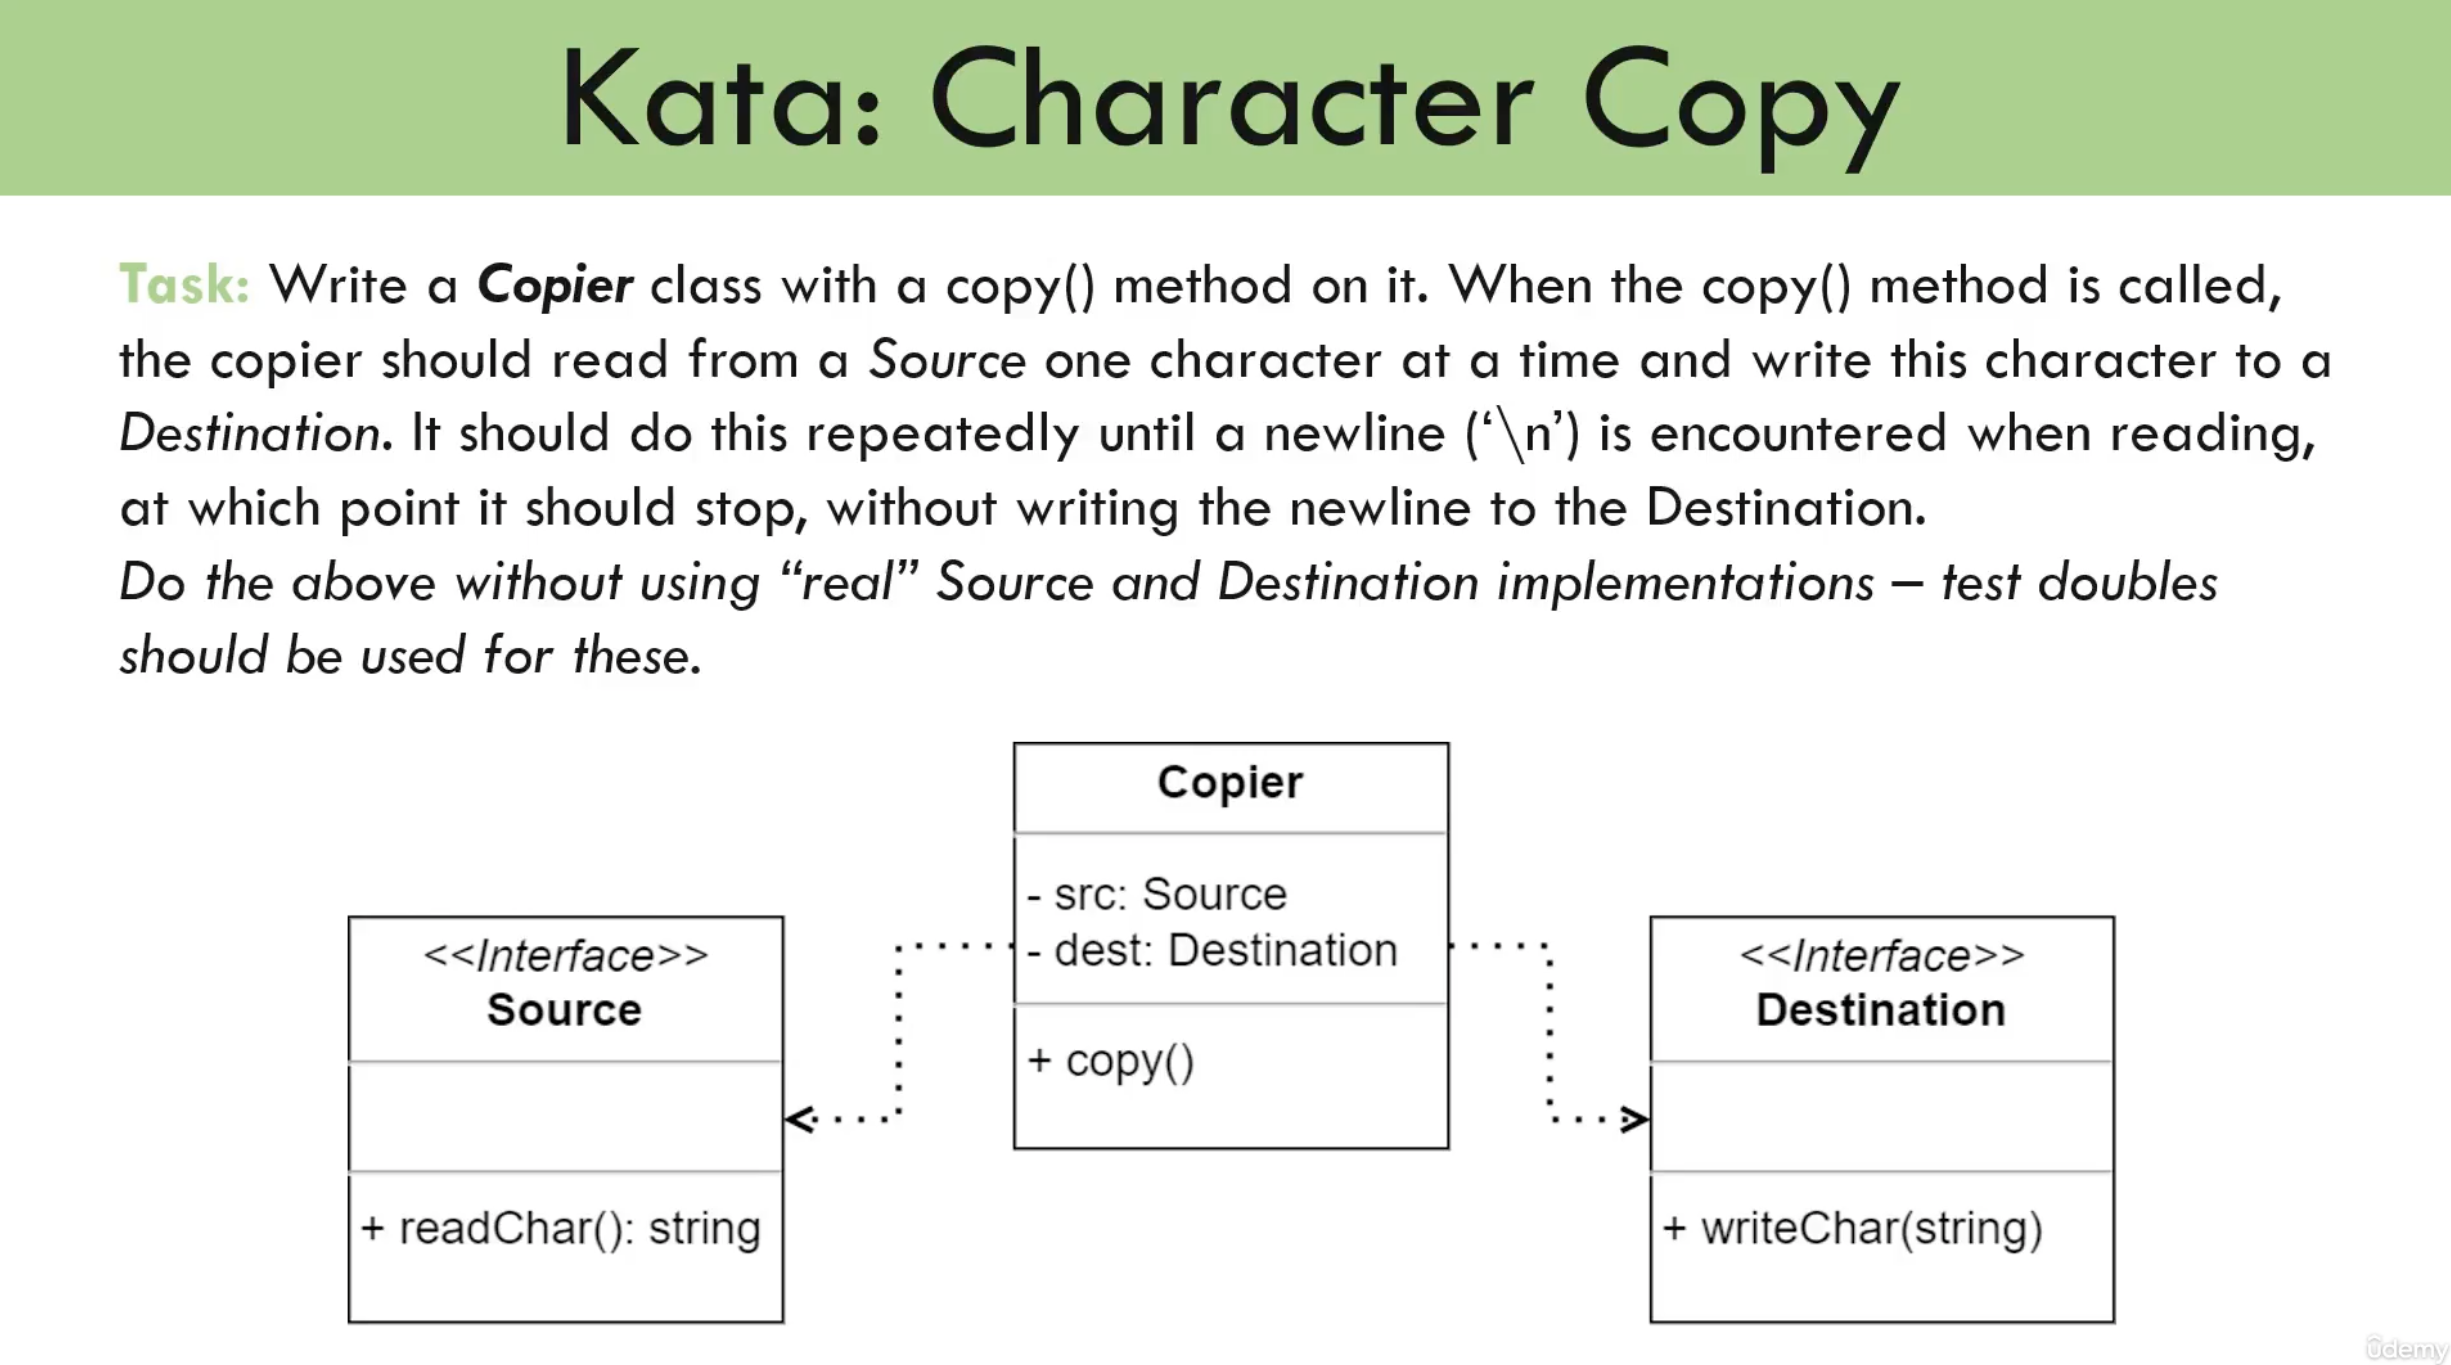 Kata: Character Copy
Task: Write a Copier class with a copy() method on it. When the copy() method is called,
the copier should read from a Source one character at a time and write this character to a
Destination. It should do this repeatedly until a newline (‘\n’) is encountered when reading,
at which point it should stop, without writing the newline to the Destination.
Do the above without using “real” Source and Destination implementations – test doubles
should be used for these.
Copier
- src: Source
- dest: Destination
+ copy()
<<Interface>>
Source
+ readChar(): string
<<Interface>>
Destination
+ writeChar(string)
ûdemy